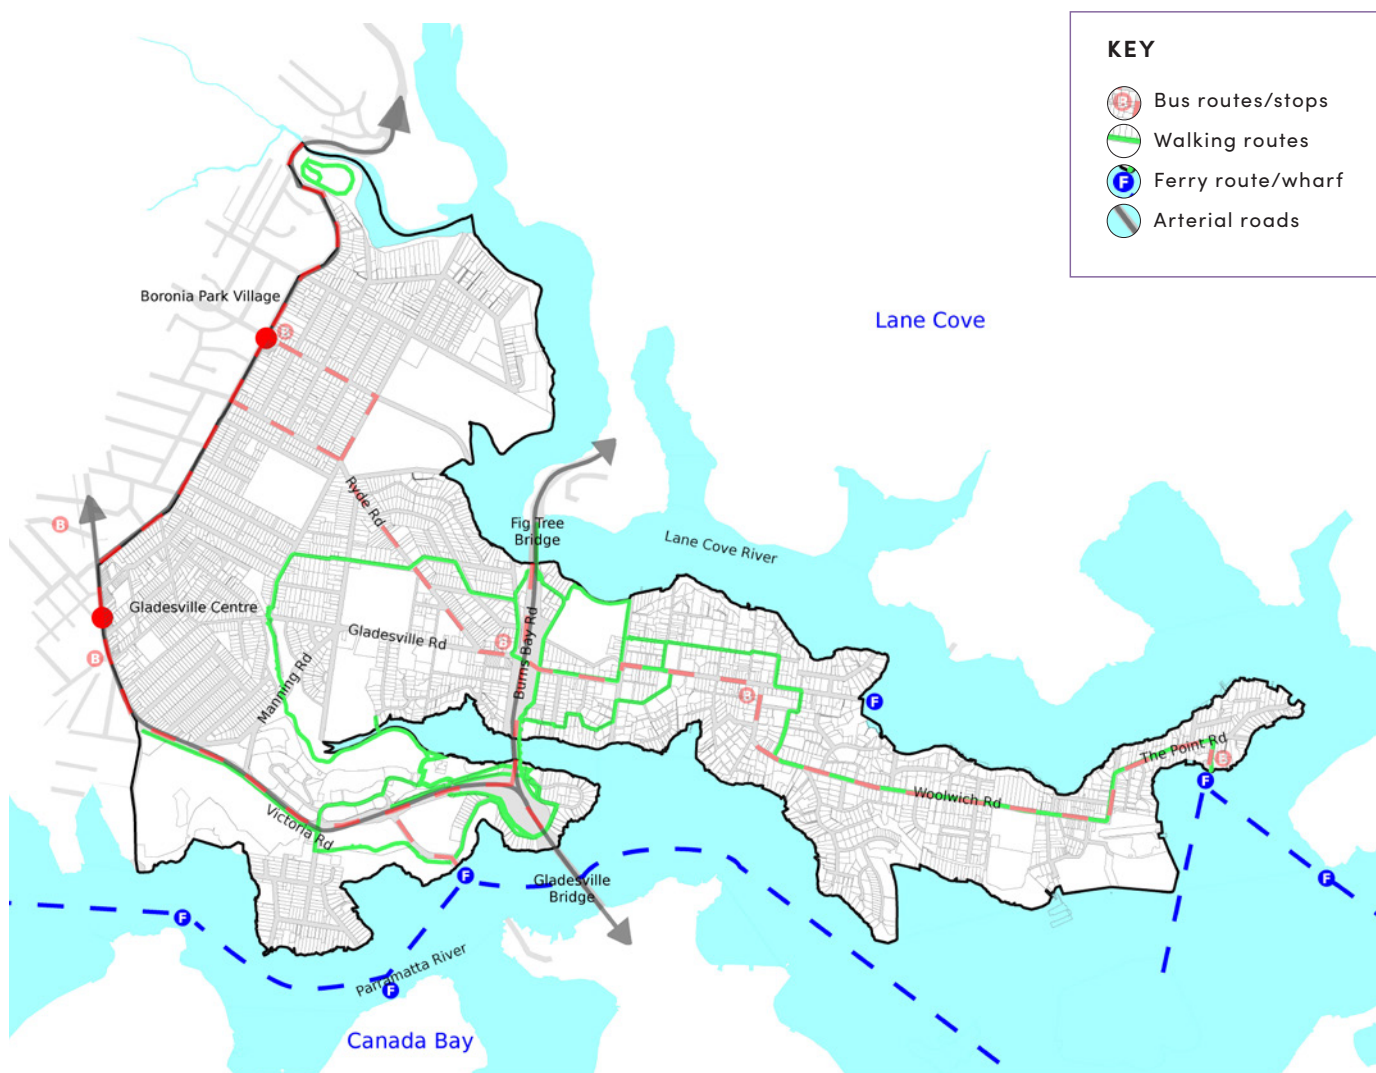 KEY
B
Bus routes/stops
Walking routes
F
Ferry route/wharf
Arterial roads
Boronia Park Village
B
Lane Cove
Ryde Rd
B
Fig Tree
Bridge
Lane Cove River
Gladesville Centre
Gladesville Rd
B
B
Burns Bay Rd
Manning Rd
B
F
The Point Rd
B
F
Woolwich Rd
Victoria Rd
F
Gladesville
Bridge
F
F
Parramatta River
F
Canada Bay